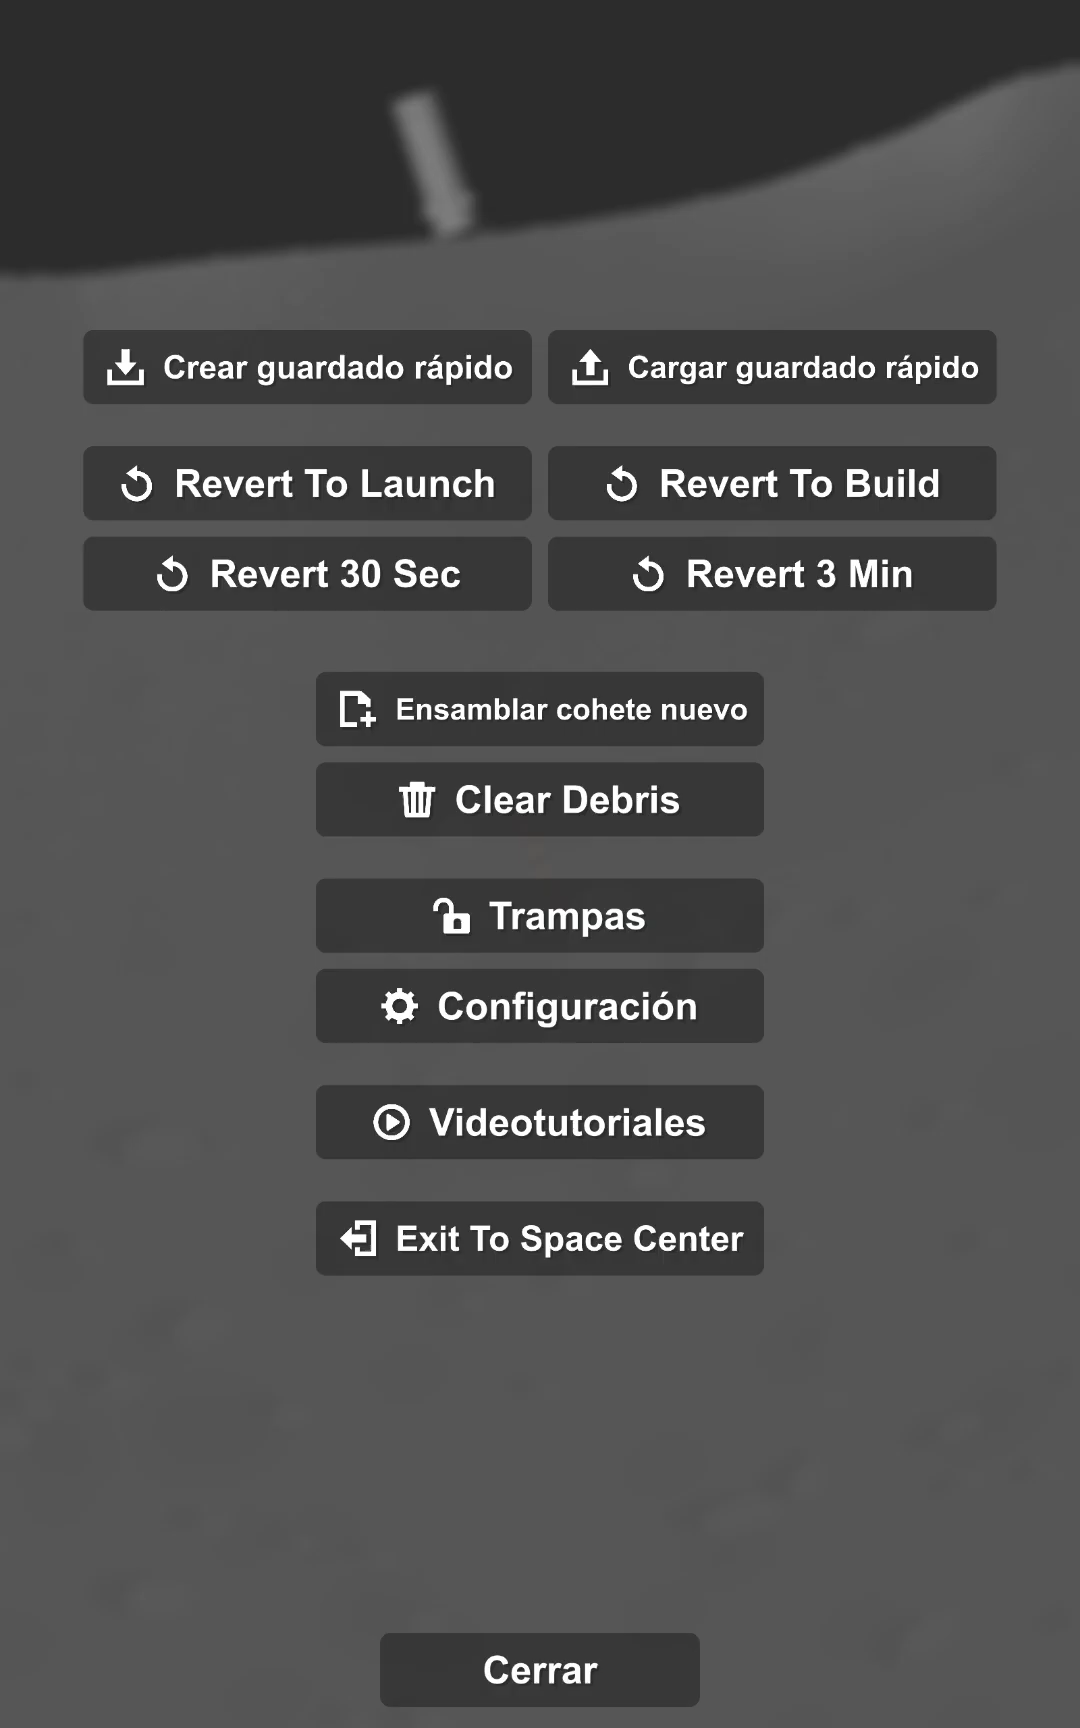 Crear guardado rápido
Cargar guardado rápido
Revert To Launch
Revert To Build
Revert 30 Sec
Revert 3 Min
Ensamblar cohete nuevo
Clear Debris
Trampas
Configuración
Videotutoriales
Exit To Space Center
Cerrar